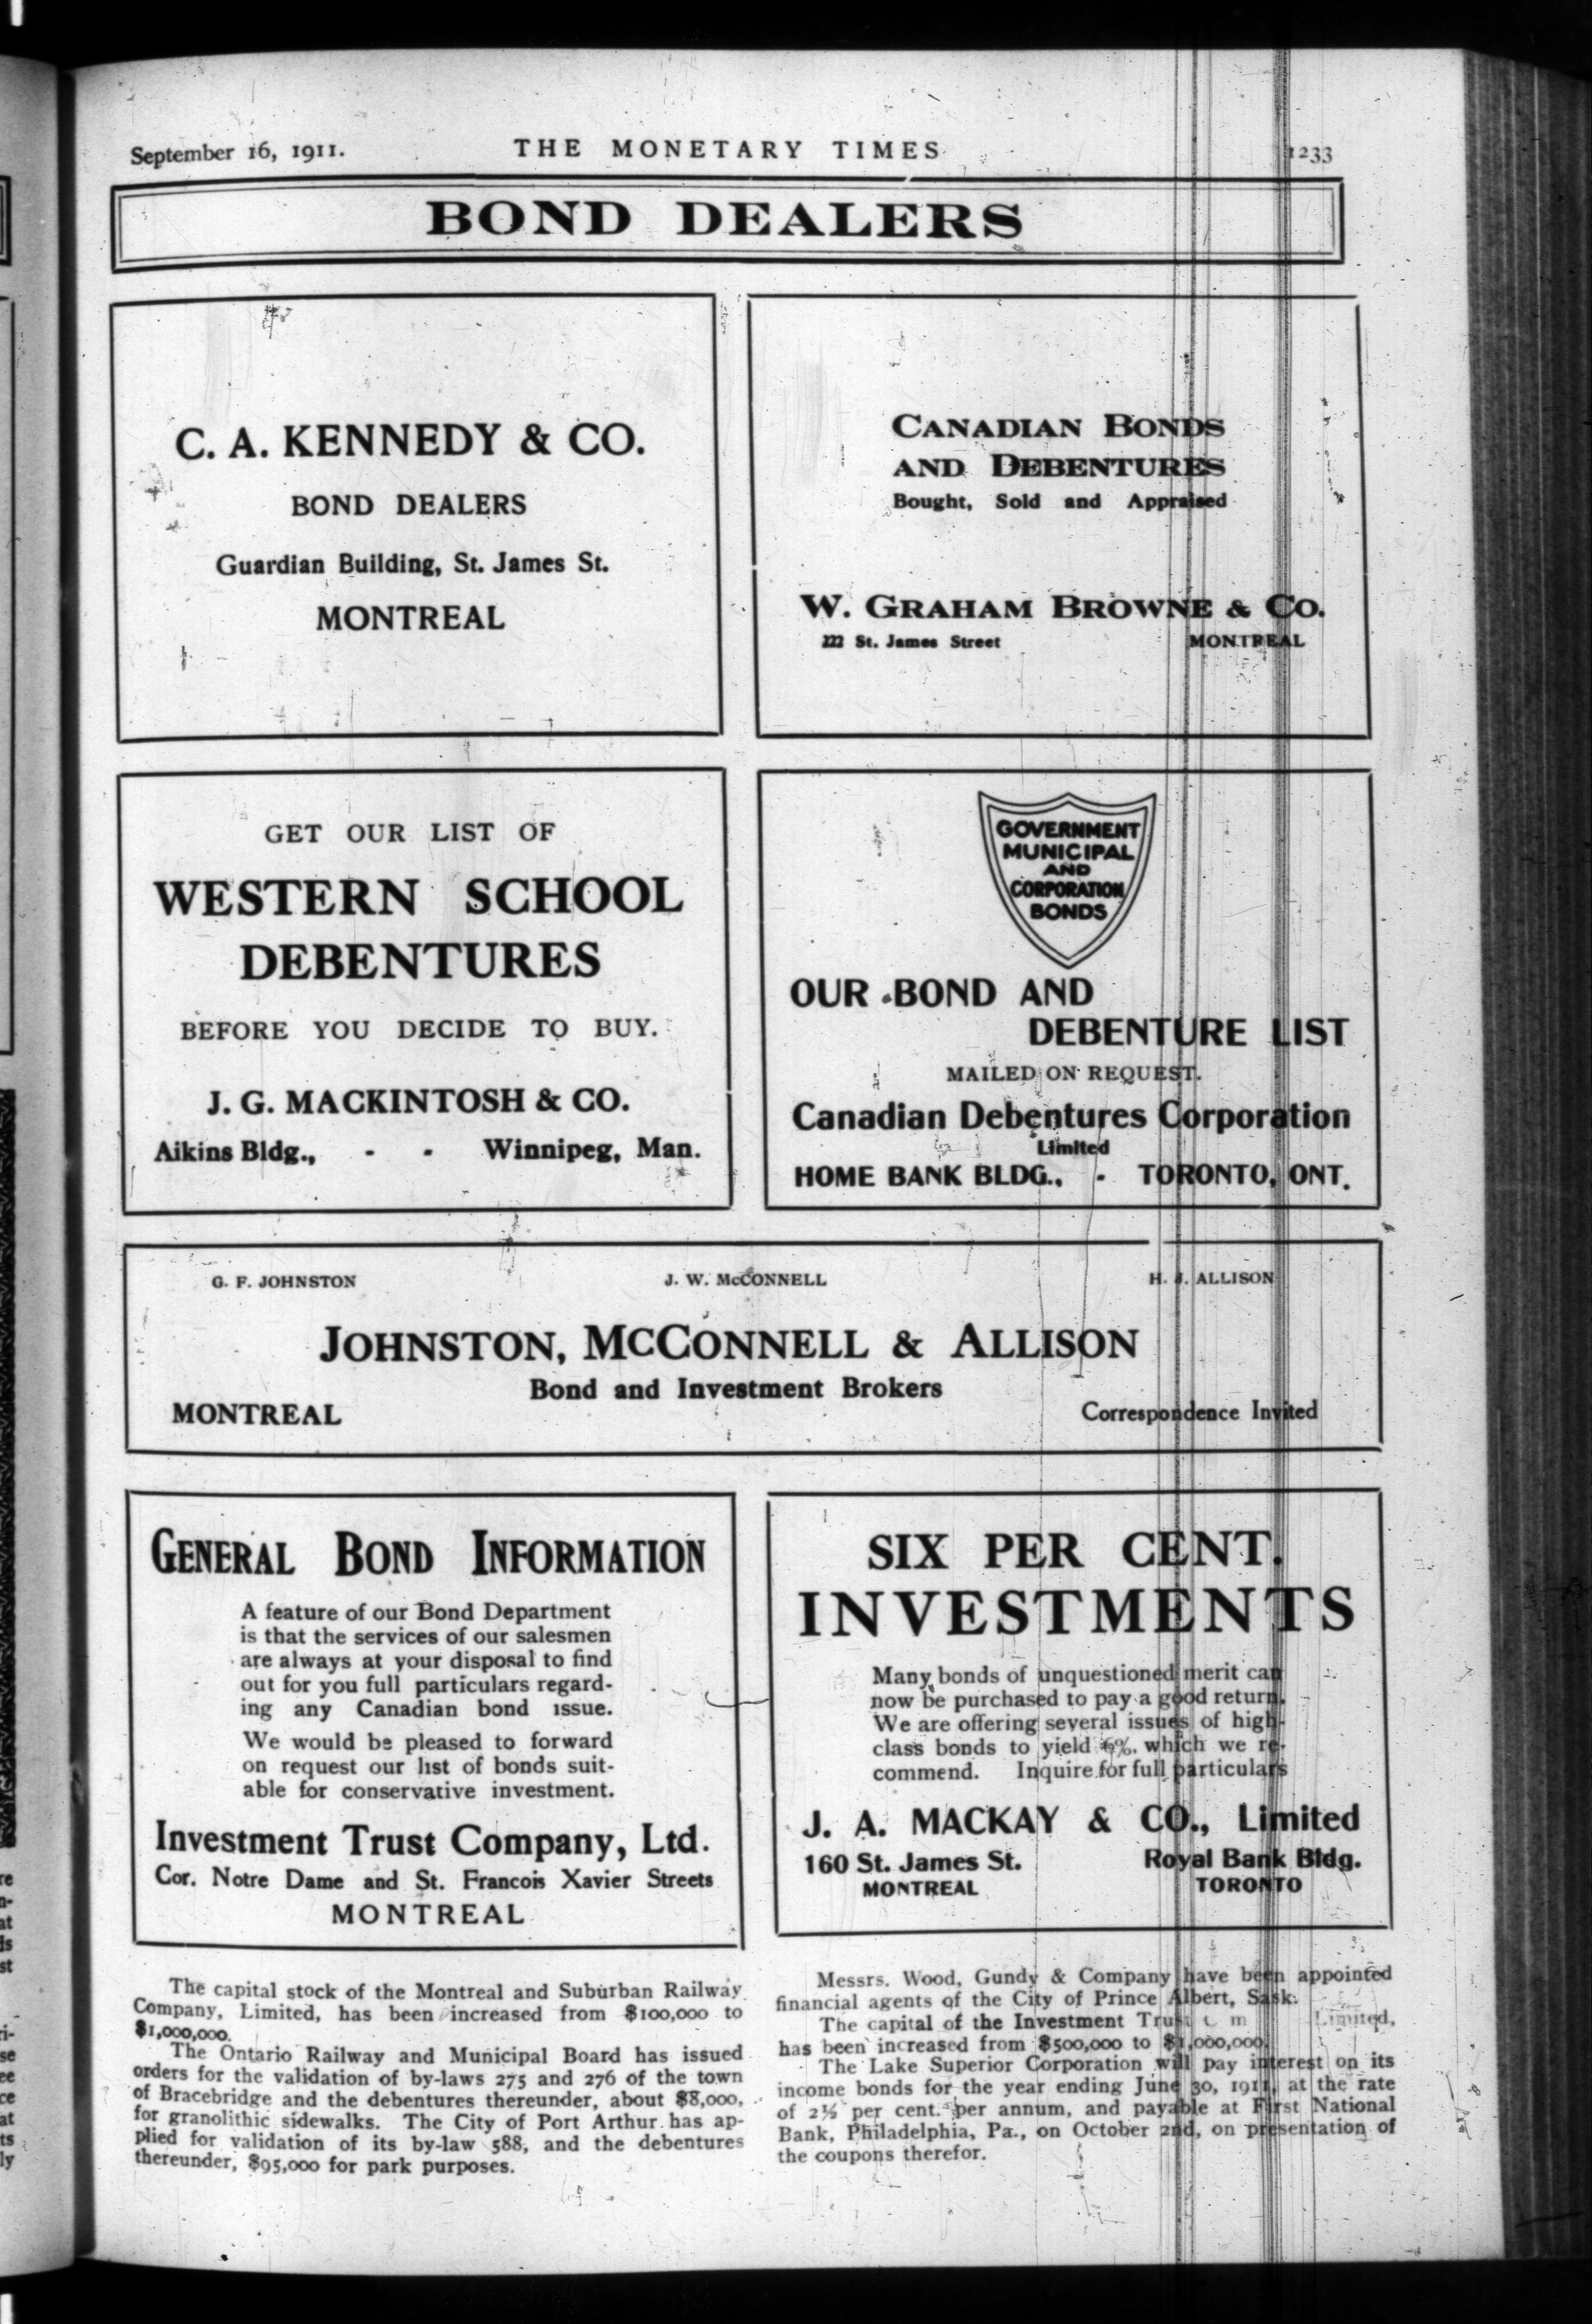 September 16, 1911.
THE MONETARY TIMES
1233
BOND DEALERS
C. A. KENNEDY & CO.
BOND DEALERS
Guardian Building, St. James St.
MONTREAL
CANADIAN BONDS
AND DEBENTURES
Bought, Sold and Appraised
W. GRAHAM BROWNE & CO.
222 St. James Street MONTREAL
GET OUR LIST OF
WESTERN SCHOOL
DEBENTURES
BEFORE YOU DECIDE TO BUY.
J. G. MACKINTOSH & CO.
Aikins Bldg., - - Winnipeg, Man.
GOVERNMENT
MUNICIPAL
AND
CORPORATION
BONDS
OUR BOND AND
DEBENTURE LIST
MAILED ON REQUEST.
Canadian Debentures Corporation
Limited
HOME BANK BLDG., - TORONTO, ONT.
G. F. JOHNSTON J. W. McCONNELL H. J. ALLISON
JOHNSTON, MCCONNELL & ALLISON
Bond and Investment Brokers
MONTREAL Correspondence Invited
GENERAL BOND INFORMATION
A feature of our Bond Department
is that the services of our salesmen
are always at your disposal to find
out for you full particulars regard-
ing any Canadian bond issue.
We would be pleased to forward
on request our list of bonds suit-
able for conservative investment.
Investment Trust Company, Ltd.
Cor. Notre Dame and St. Francois Xavier Streets
MONTREAL
SIX PER CENT.
INVESTMENTS
Many bonds of unquestioned merit can
now be purchased to pay a good return.
We are offering several issues of high-
class bonds to yield 6%, which we re-
commend. Inquire for full particulars
J. A. MACKAY & CO., Limited
160 St. James St. Royal Bank Bldg.
MONTREAL TORONTO
The capital stock of the Montreal and Suburban Railway
Company, Limited, has been increased from $100,000 to
$1,000,000.
The Ontario Railway and Municipal Board has issued
orders for the validation of by-laws 275 and 276 of the town
of Bracebridge and the debentures thereunder, about $8,000,
for granolithic sidewalks. The City of Port Arthur has ap-
plied for validation of its by-law 588, and the debentures
thereunder, $95,000 for park purposes.
Messrs. Wood, Gundy & Company have been appointed
financial agents of the City of Prince Albert, Sask.
The capital of the Investment Trust Limited,
has been increased from $500,000 to $1,000,000.
The Lake Superior Corporation will pay interest on its
income bonds for the year ending June 30, 1911, at the rate
of 2½ per cent. per annum, and payable at First National
Bank, Philadelphia, Pa., on October 2nd, on presentation of
the coupons therefor.